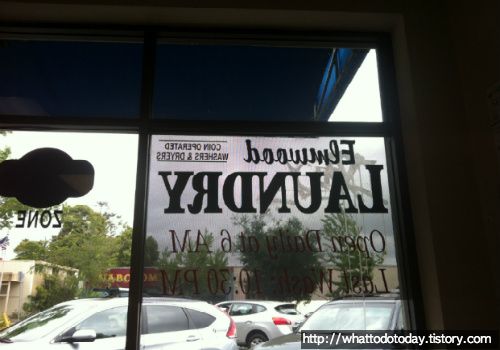 Elmwood
COIN OPERATED
WASHERS & DRYERS
LAUNDRY
Open Daily at 6 AM
Last Wash: 10:30 PM
ZONE
http://whattodotoday.tistory.com